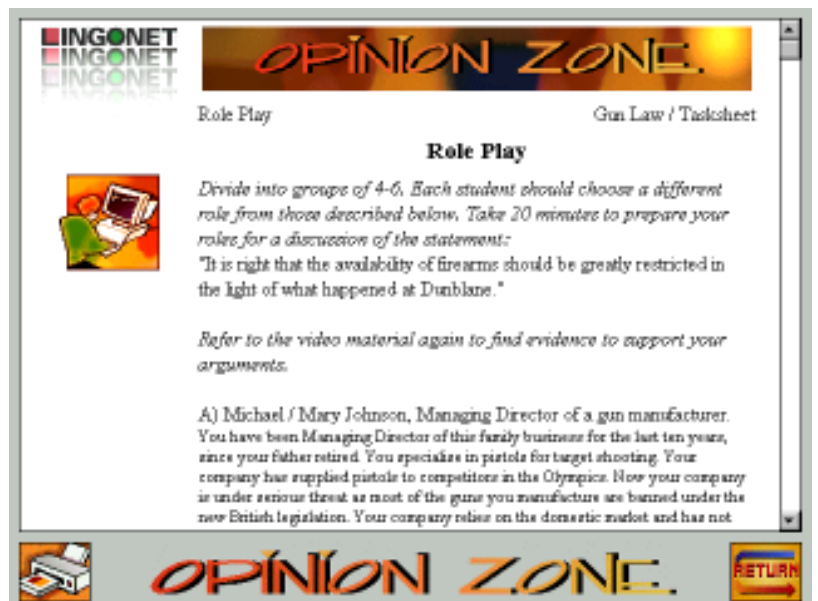 LINGONET
LINGONET
LINGONET
OPINION ZONE.
Role Play Gun Law / Tasksheet
Role Play
Divide into groups of 4-6. Each student should choose a different
role from those described below. Take 20 minutes to prepare your
roles for a discussion of the statement:
"It is right that the availability of firearms should be greatly restricted in
the light of what happened at Dunblane."
Refer to the video material again to find evidence to support your
arguments.
A) Michael / Mary Johnson, Managing Director of a gun manufacturer.
You have been Managing Director of this family business for the last ten years,
since your father retired. You specialise in pistols for target shooting. Your
company has supplied pistols to competitors in the Olympics. Now your company
is under serious threat as most of the guns you manufacture are banned under the
new British legislation. Your company relies on the domestic market and has not
OPINION ZONE.
RETURN